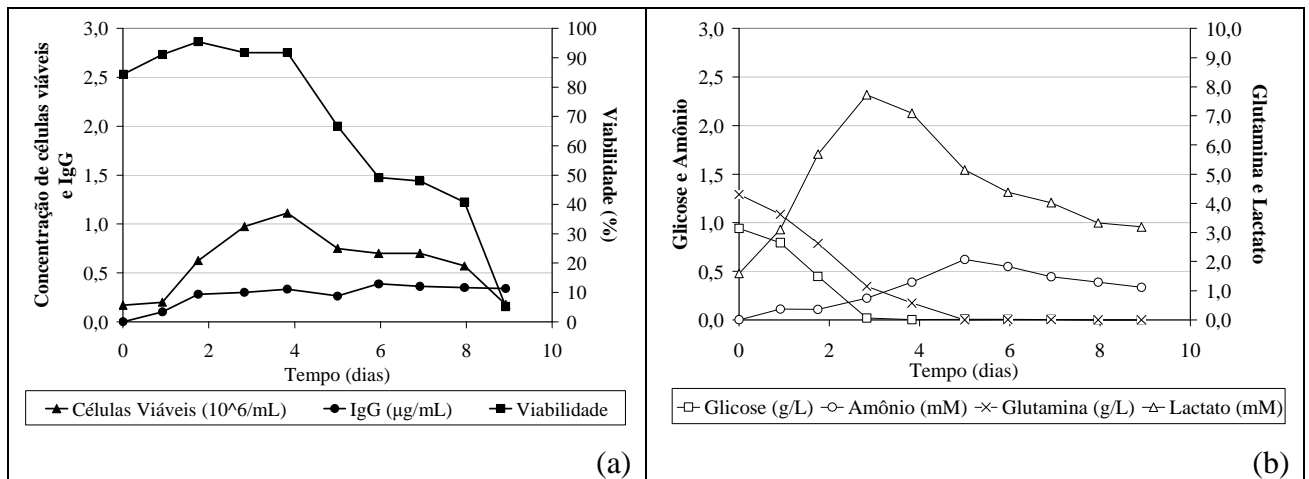 3,0
2,5
2,0
1,5
1,0
0,5
0,0
Concentração de células viáveis
e IgG
100
90
80
70
60
50
40
30
20
10
0
Viabilidade (%)
0 2 4 6 8 10
Tempo (dias)
Células Viáveis (10^6/mL) IgG (µg/mL) Viabilidade
(a)
3,0
2,5
2,0
1,5
1,0
0,5
0,0
Glicose e Amônio
10,0
9,0
8,0
7,0
6,0
5,0
4,0
3,0
2,0
1,0
0,0
Glutamina e Lactato
0 2 4 6 8 10
Tempo (dias)
Glicose (g/L) Amônio (mM) Glutamina (g/L) Lactato (mM)
(b)